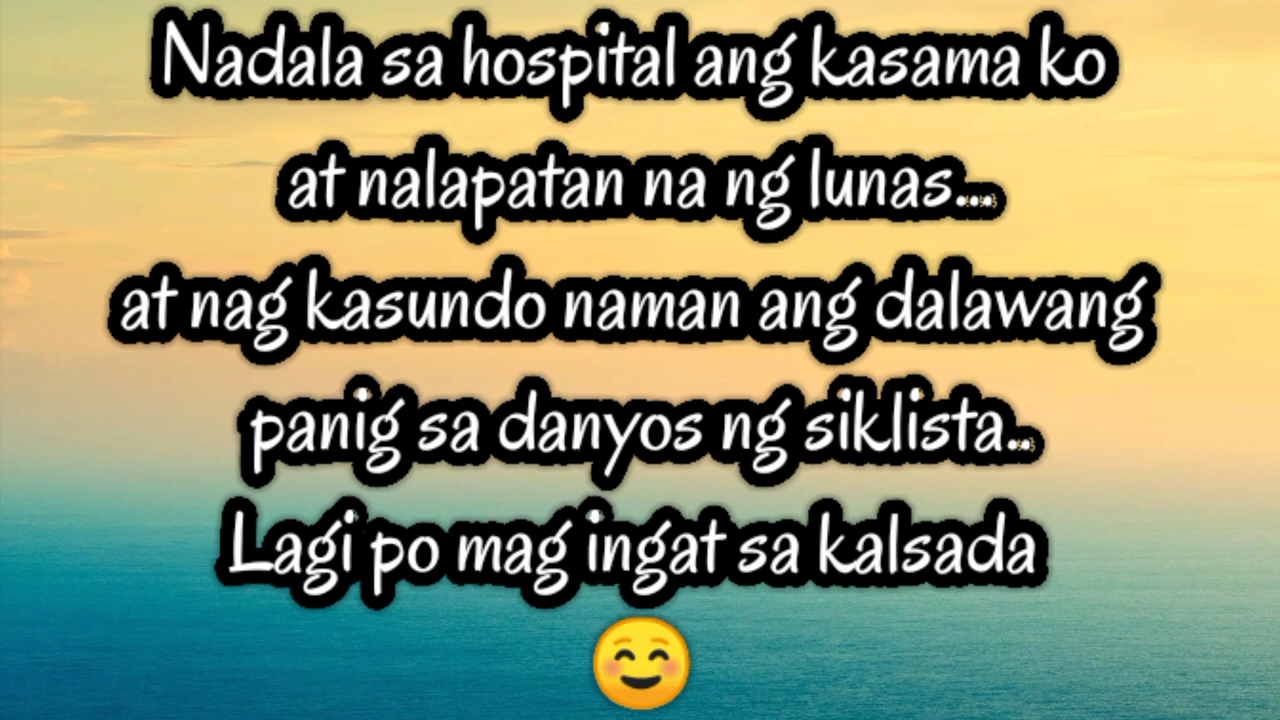 Nadala sa hospital ang kasama ko
at nalapatan na ng lunas...
at nag kasundo naman ang dalawang
panig sa danyos ng siklista..
Lagi po mag ingat sa kalsada
☺